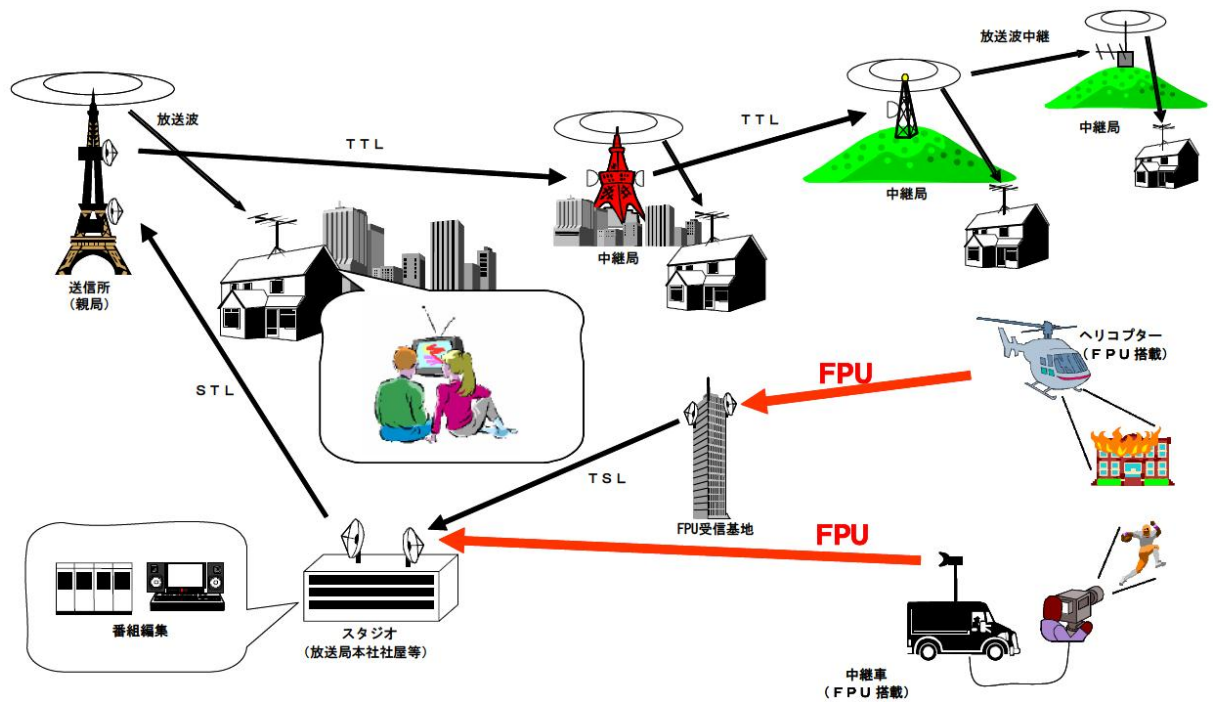 放送波中継
放送波
TTL
TTL
中継局
中継局
中継局
送信所
(親局)
ヘリコプター
(FPU搭載)
FPU
STL
TSL
FPU受信基地
FPU
番組編集
スタジオ
(放送局本社社屋等)
中継車
(FPU搭載)